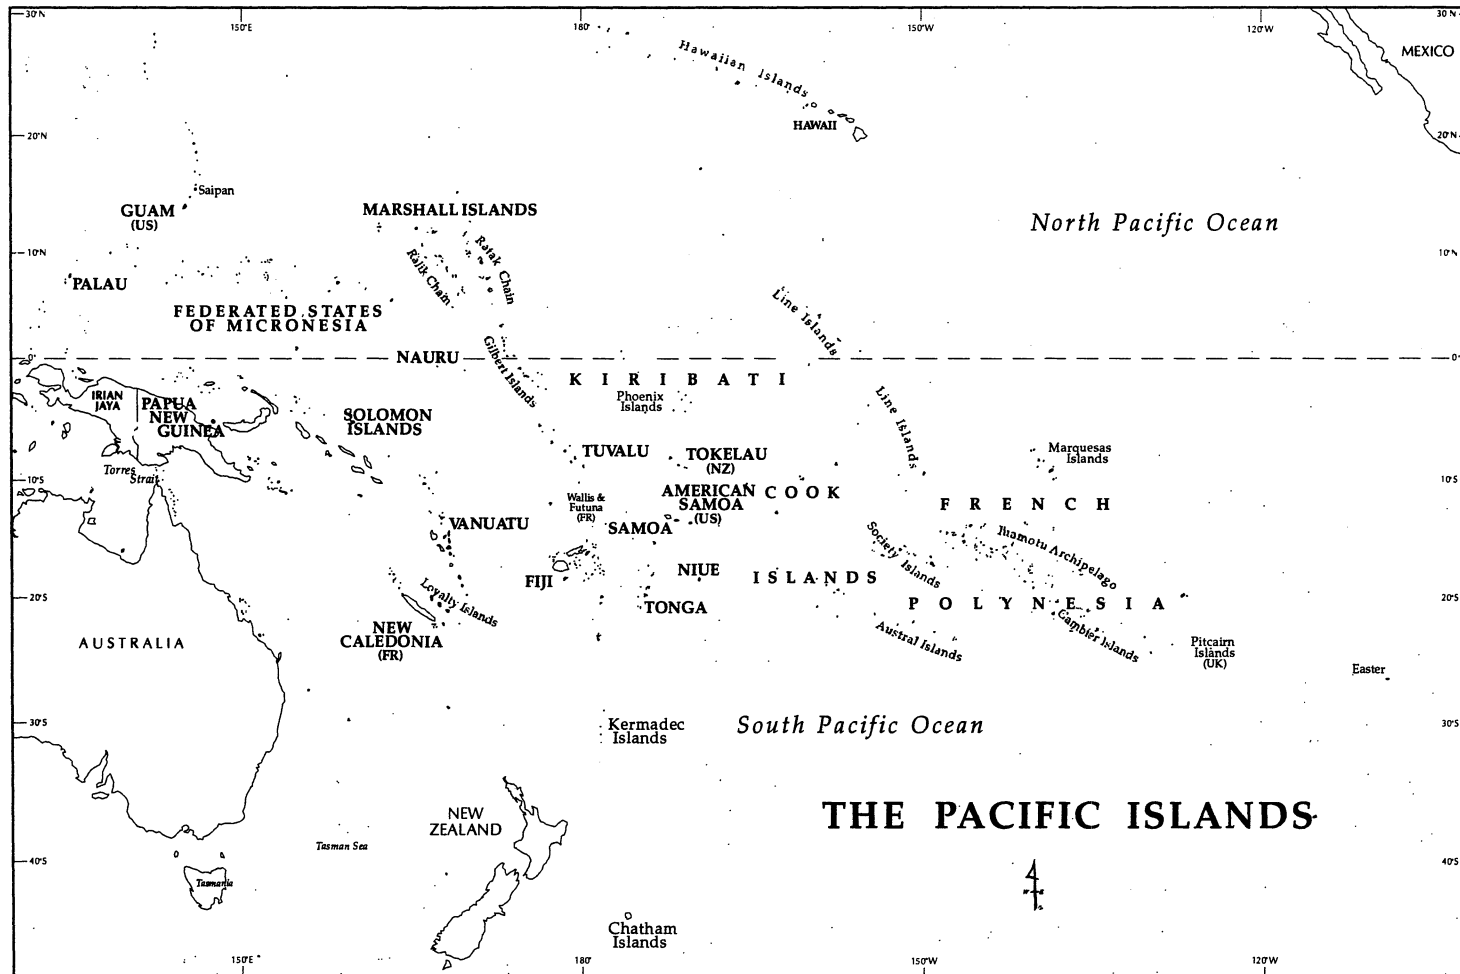 30°N
150°E
180°
150°W
120°W
30°N
MEXICO
Hawaiian Islands
HAWAII
20°N
20°N
Saipan
GUAM
(US)
MARSHALL ISLANDS
North Pacific Ocean
10°N
Ralik Chain
Ratak Chain
10°N
PALAU
FEDERATED STATES
OF MICRONESIA
Line Islands
0°
NAURU
Gilbert Islands
0°
KIRIBATI
Phoenix
Islands
IRIAN
JAYA
PAPUA
NEW
GUINEA
SOLOMON
ISLANDS
Line Islands
TUVALU
TOKELAU
(NZ)
Marquesas
Islands
Torres
Strait
10°S
10°S
Wallis &
Futuna
(FR)
AMERICAN
SAMOA
(US)
COOK
FRENCH
VANUATU
SAMOA
Society Islands
Tuamotu Archipelago
FIJI
NIUE
ISLANDS
Loyalty Islands
20°S
TONGA
POLYNESIA
20°S
NEW
CALEDONIA
(FR)
Austral Islands
Gambier Islands
AUSTRALIA
Pitcairn
Islands
(UK)
Easter
30°S
Kermadec
Islands
South Pacific Ocean
30°S
NEW
ZEALAND
THE PACIFIC ISLANDS
Tasman Sea
40°S
40°S
Tasmania
Chatham
Islands
150°E
180°
150°W
120°W